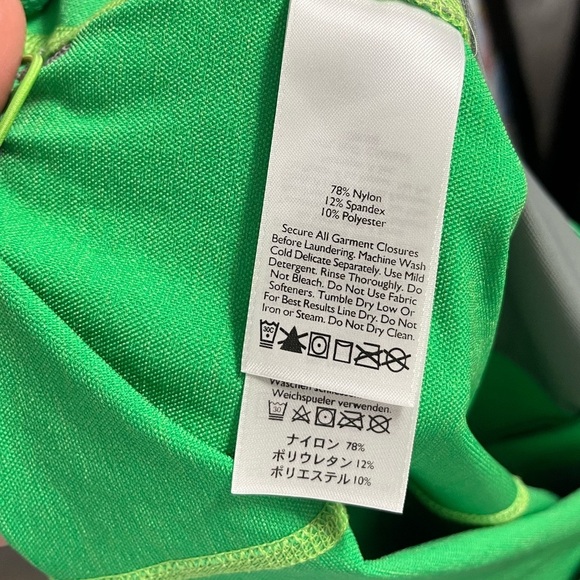 78% Nylon
12% Spandex
10% Polyester
Secure All Garment Closures
Before Laundering. Machine Wash
Cold Delicate Separately. Use Mild
Detergent. Rinse Thoroughly. Do
Not Bleach. Do Not Use Fabric
Softeners. Tumble Dry Low Or
For Best Results Line Dry. Do Not
Iron or Steam. Do Not Dry Clean.
30C
Waschen
Weichspueler verwenden.
30
ナイロン 78%
ポリウレタン 12%
ポリエステル 10%